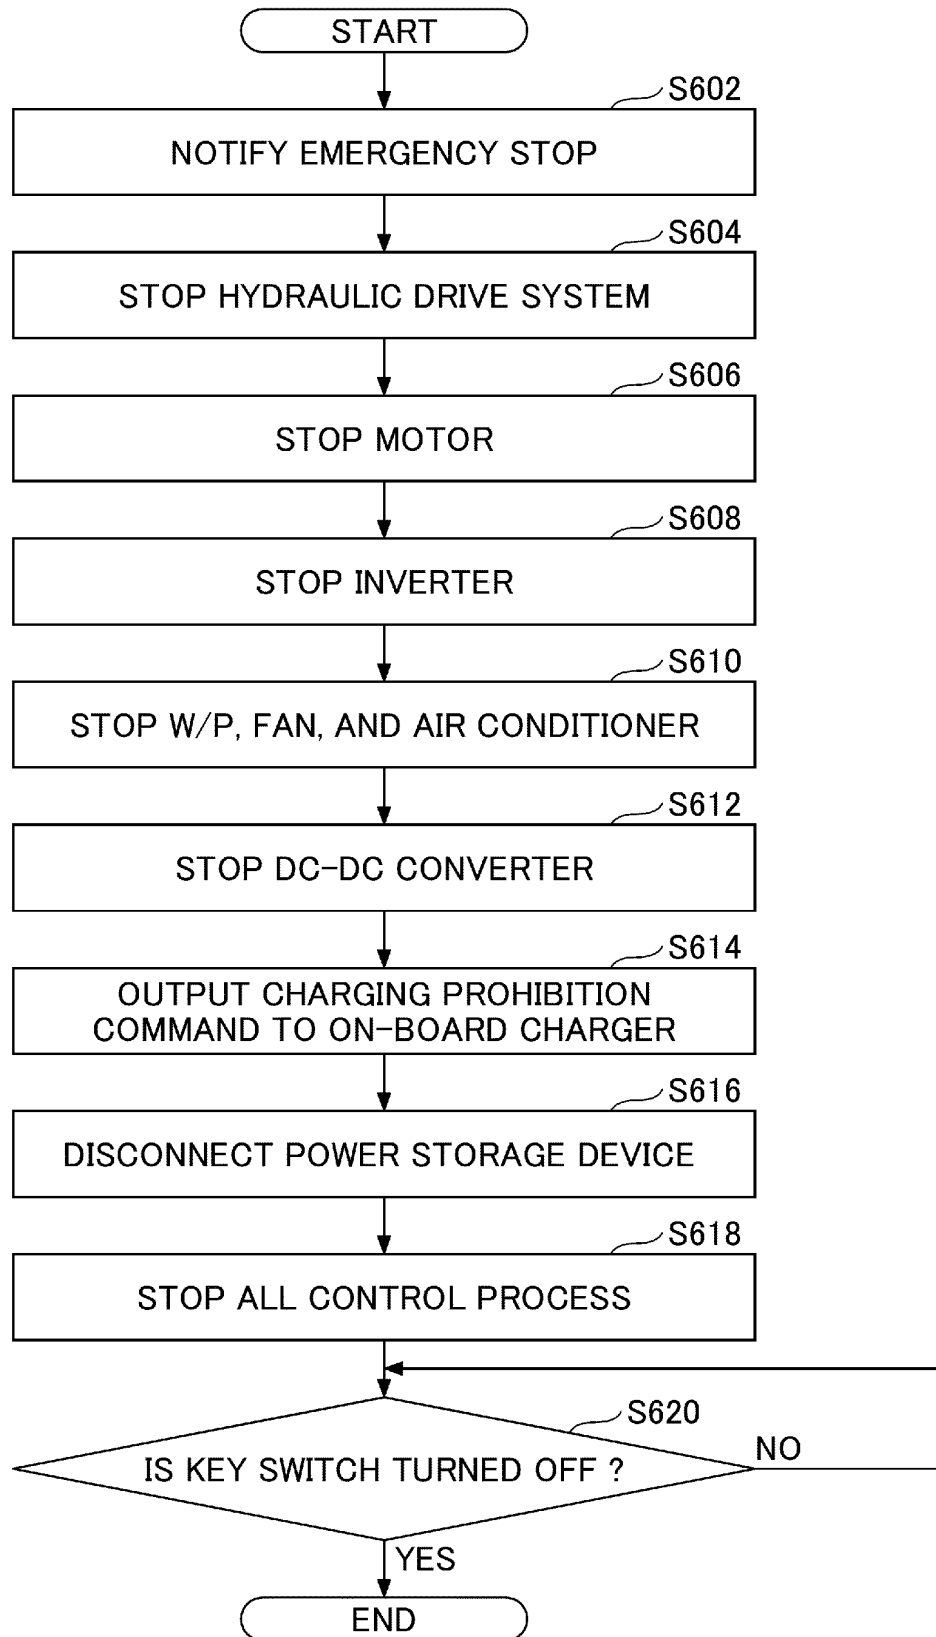 START
S602
NOTIFY EMERGENCY STOP
S604
STOP HYDRAULIC DRIVE SYSTEM
S606
STOP MOTOR
S608
STOP INVERTER
S610
STOP W/P, FAN, AND AIR CONDITIONER
S612
STOP DC-DC CONVERTER
S614
OUTPUT CHARGING PROHIBITION
COMMAND TO ON-BOARD CHARGER
S616
DISCONNECT POWER STORAGE DEVICE
S618
STOP ALL CONTROL PROCESS
S620
IS KEY SWITCH TURNED OFF ?
NO
YES
END